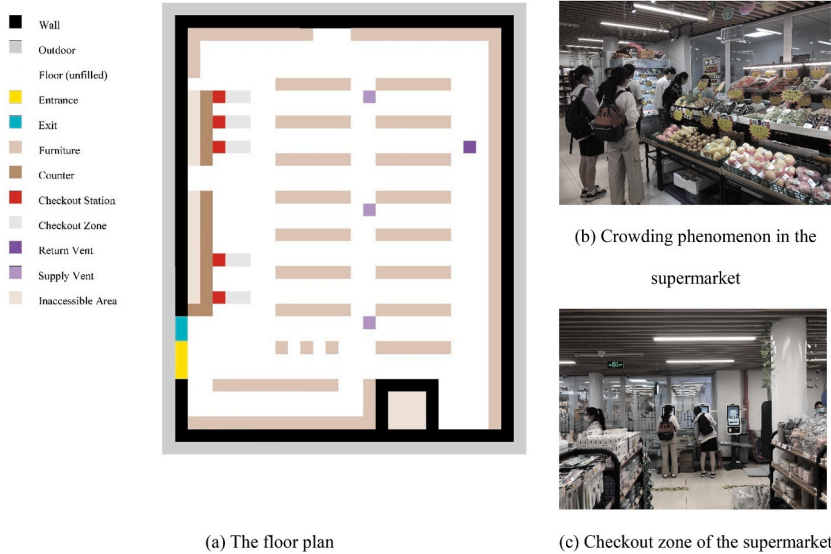 Wall
Outdoor
Floor (unfilled)
Entrance
Exit
Furniture
Counter
Checkout Station
Checkout Zone
Return Vent
Supply Vent
Inaccessible Area
(a) The floor plan
(b) Crowding phenomenon in the
supermarket
(c) Checkout zone of the supermarket